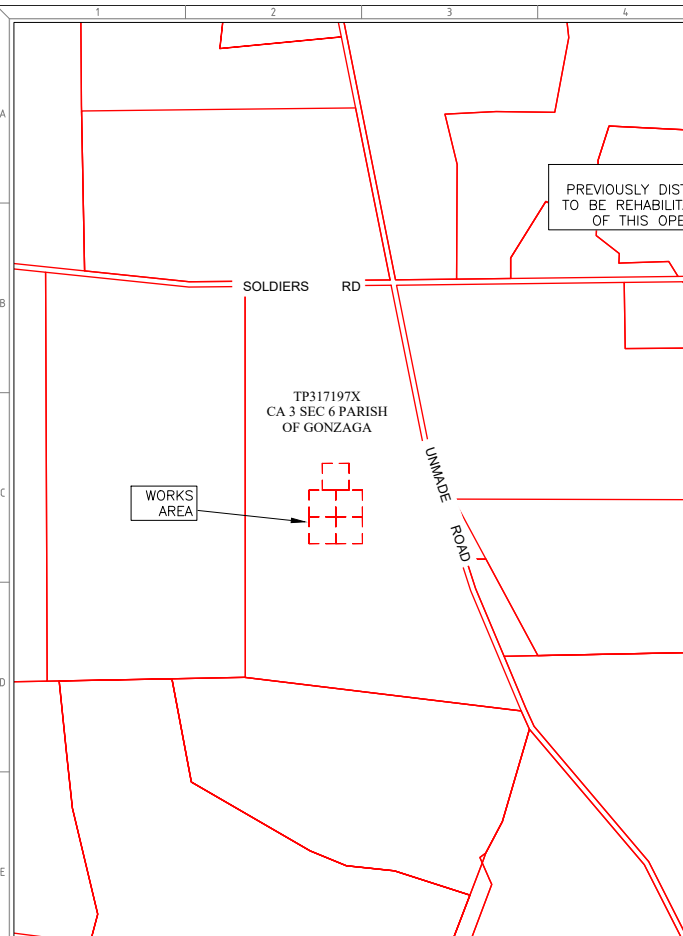 1 2 3 4
A
PREVIOUSLY DIST
TO BE REHABILIT
OF THIS OPE
B
SOLDIERS RD
TP317197X
CA 3 SEC 6 PARISH
OF GONZAGA
C
WORKS
AREA
UNMADE ROAD
D
E